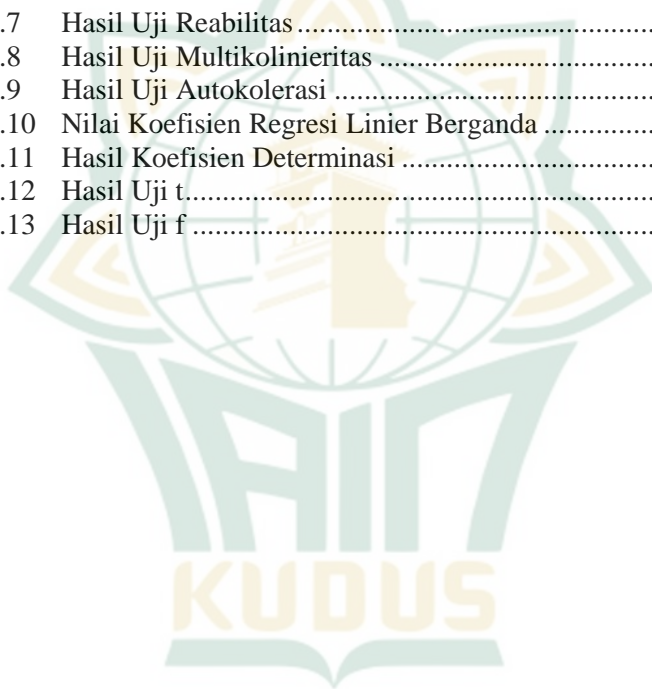 .7 Hasil Uji Reabilitas.............................................
.8 Hasil Uji Multikolinieritas ..................................
.9 Hasil Uji Autokolerasi ........................................
.10 Nilai Koefisien Regresi Linier Berganda ..............
.11 Hasil Koefisien Determinasi ................................
.12 Hasil Uji t............................................................
.13 Hasil Uji f ...........................................................
IAIN
KUDUS